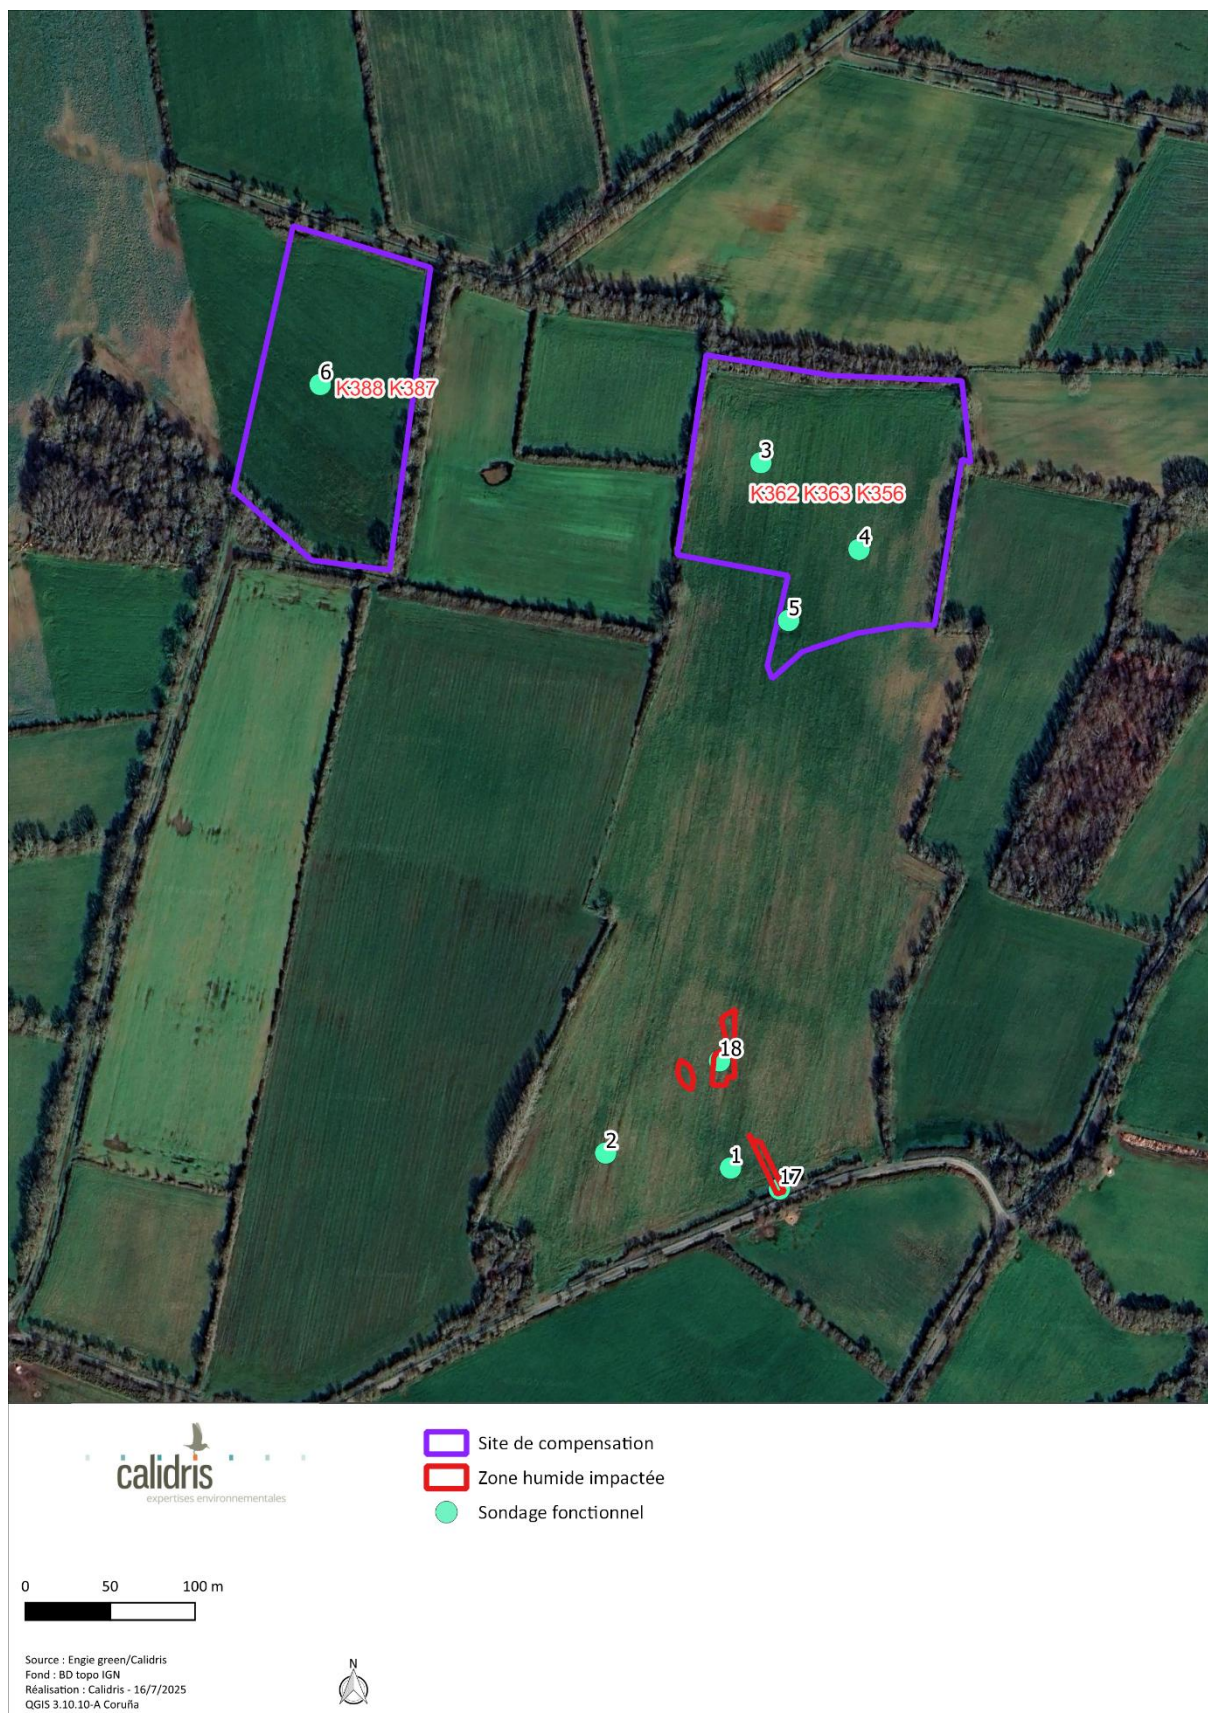 6
K388 K387
3
K362 K363 K356
4
5
18
2
1
17
calidris
expertises environnementales
Site de compensation
Zone humide impactée
Sondage fonctionnel
0 50 100 m
Source : Engie green/Calidris
Fond : BD topo IGN
Réalisation : Calidris - 16/7/2025
QGIS 3.10.10-A Coruña
N